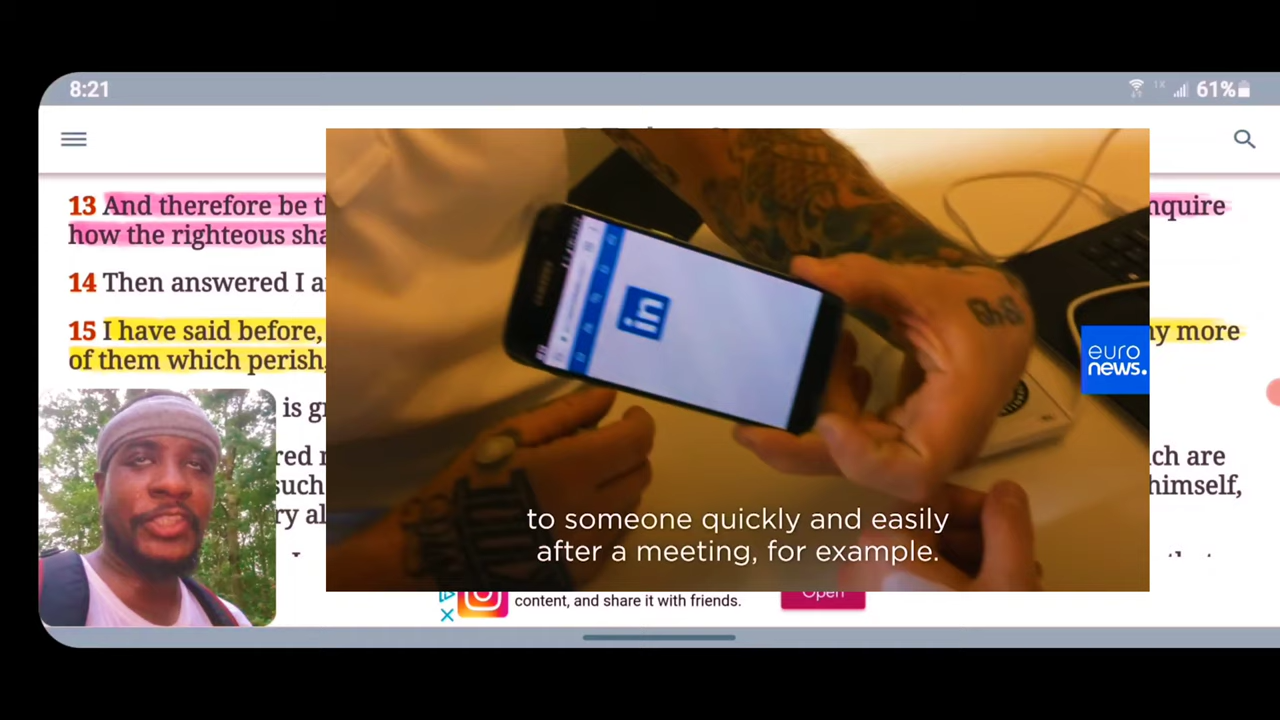 8:21
1X
61%
13 And therefore be
nquire
how the righteous sha
14 Then answered I a
15 I have said before,
ny more
of them which perish,
in
euro
news.
is gr
red
ch are
such
himself,
ry al
to someone quickly and easily
after a meeting, for example.
content, and share it with friends.
Open